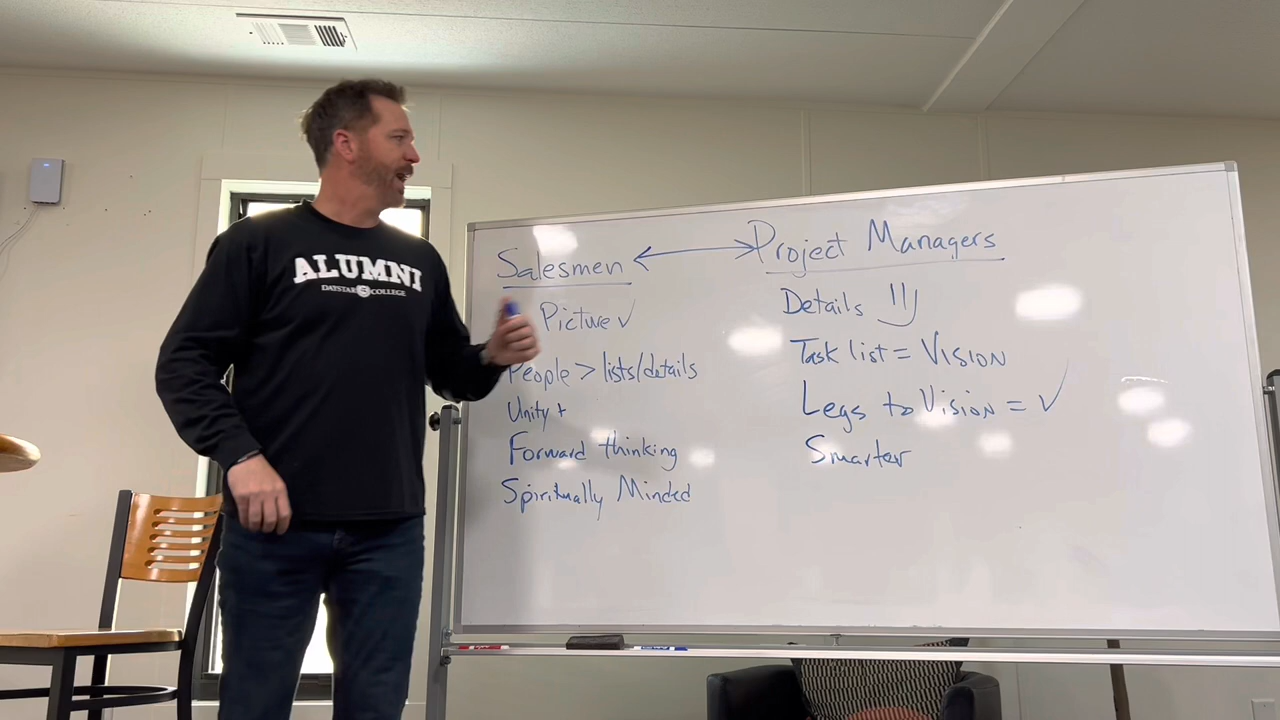 ALUMNI
DAYSTAR COLLEGE
Salesmen ↔ Project Managers
Picture ✓
People > lists/details
Unity +
Forward thinking
Spiritually Minded
Details !!
Task list = VISION
Legs to VISION = ✓
Smarter